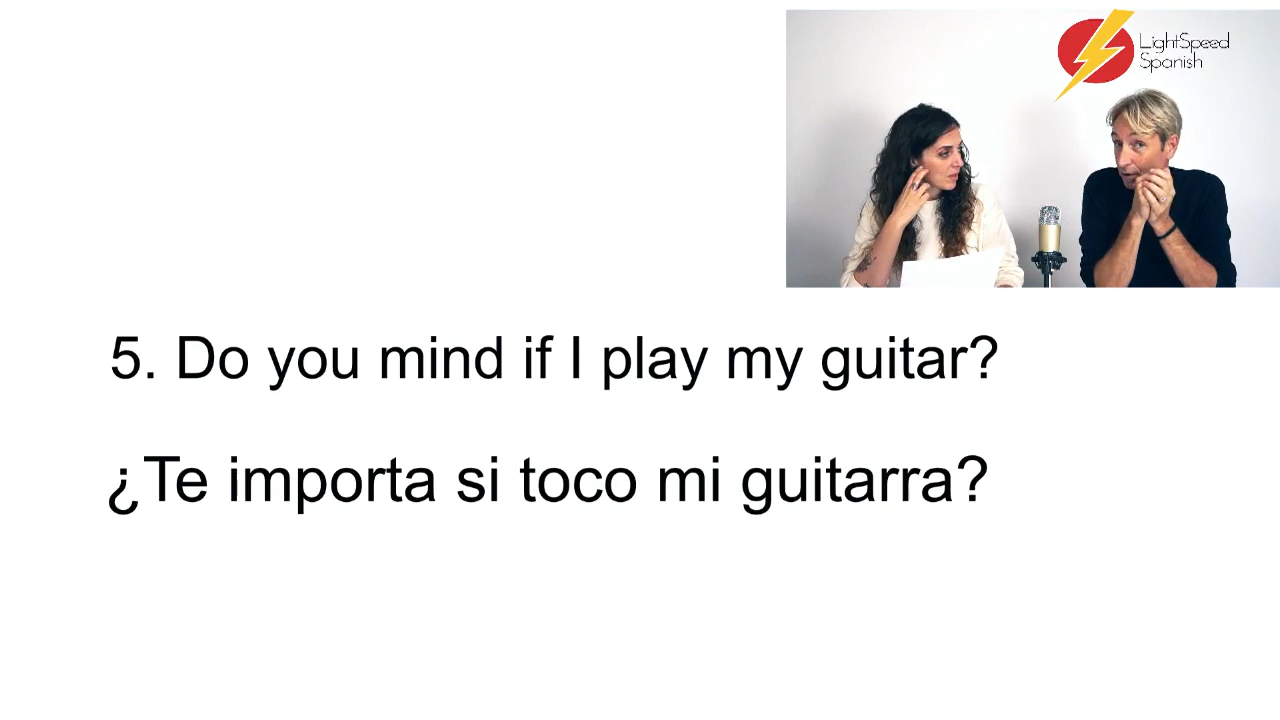 LightSpeed
Spanish
5. Do you mind if I play my guitar?
¿Te importa si toco mi guitarra?